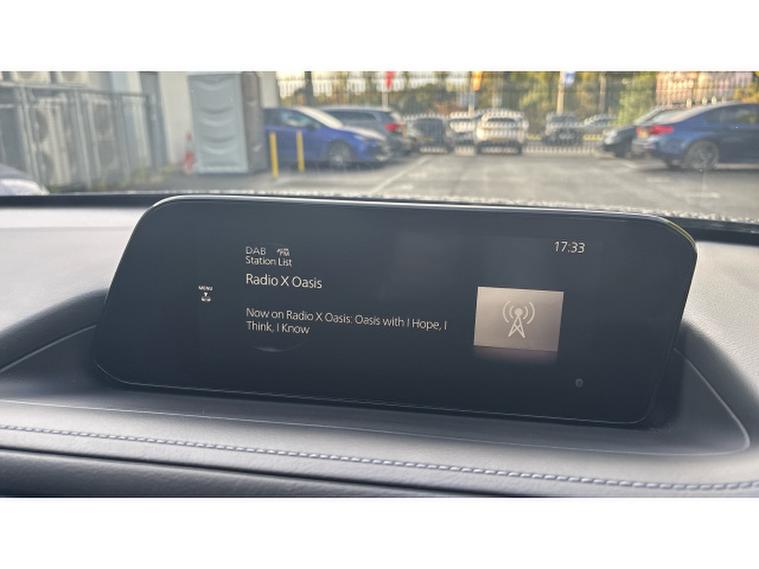 DAB
17:33
Station List
MENU
Radio X Oasis
Now on Radio X Oasis: Oasis with I Hope, I
Think, I Know